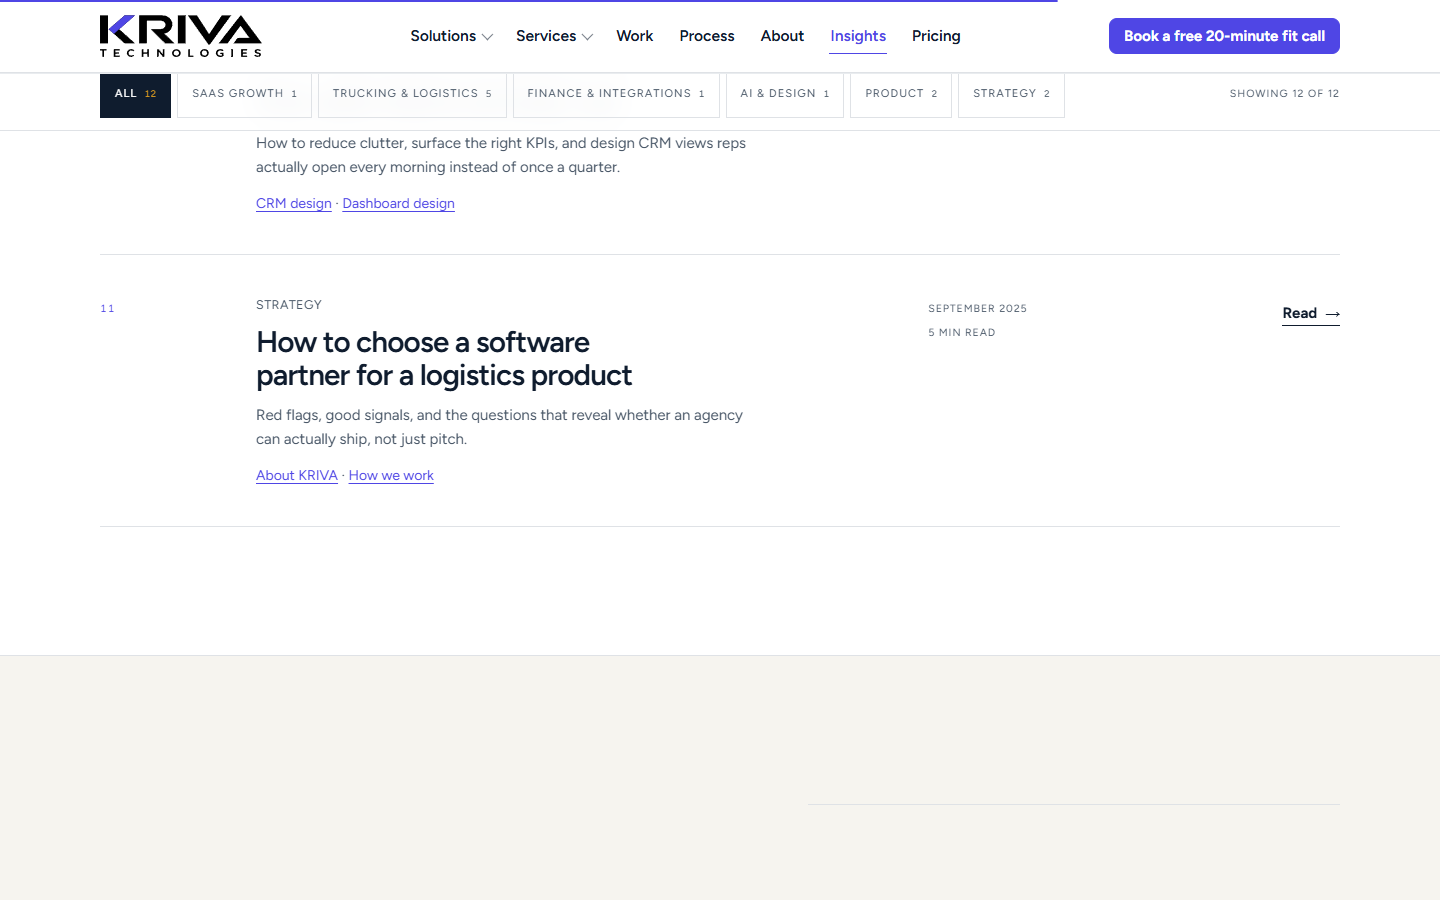 KRIVA
TECHNOLOGIES
Solutions
Services
Work
Process
About
Insights
Pricing
Book a free 20-minute fit call
ALL 12
SAAS GROWTH 1
TRUCKING & LOGISTICS 5
FINANCE & INTEGRATIONS 1
AI & DESIGN 1
PRODUCT 2
STRATEGY 2
SHOWING 12 OF 12
How to reduce clutter, surface the right KPIs, and design CRM views reps
actually open every morning instead of once a quarter.
CRM design · Dashboard design
11
STRATEGY
How to choose a software
partner for a logistics product
Red flags, good signals, and the questions that reveal whether an agency
can actually ship, not just pitch.
About KRIVA · How we work
SEPTEMBER 2025
5 MIN READ
Read →